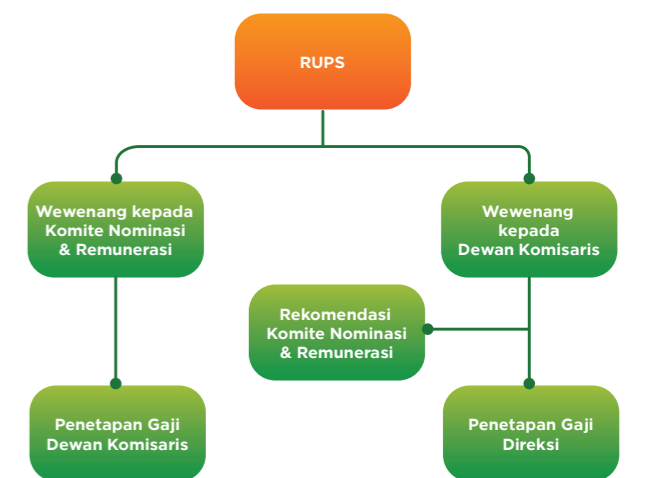 RUPS
Wewenang kepada
Komite Nominasi
& Remunerasi
Wewenang
kepada
Dewan Komisaris
Rekomendasi
Komite Nominasi
& Remunerasi
Penetapan Gaji
Dewan Komisaris
Penetapan Gaji
Direksi